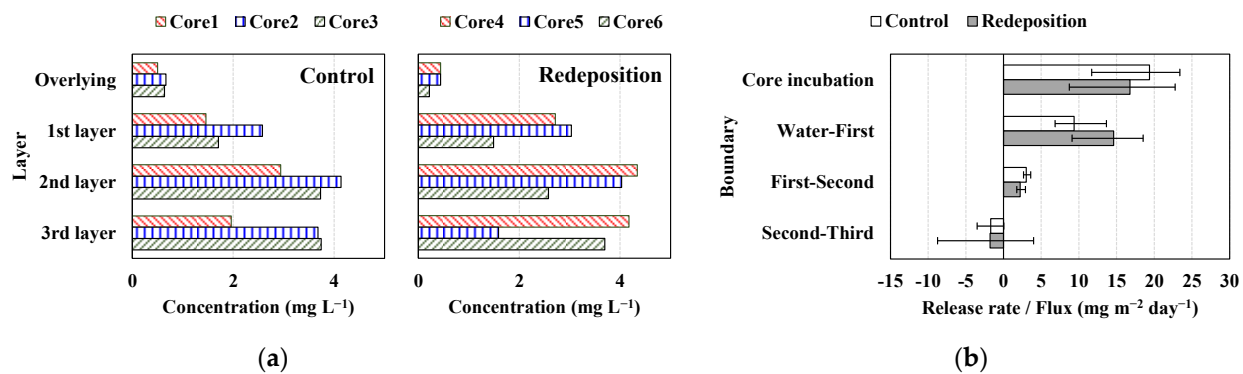 Core1 Core2 Core3
Core4 Core5 Core6
Control
Redeposition
Layer
Overlying
1st layer
2nd layer
3rd layer
0 2 4
0 2 4
Concentration (mg L⁻¹)
Concentration (mg L⁻¹)
(a)
Control Redeposition
Boundary
Core incubation
Water-First
First-Second
Second-Third
-15 -10 -5 0 5 10 15 20 25 30
Release rate / Flux (mg m⁻² day⁻¹)
(b)